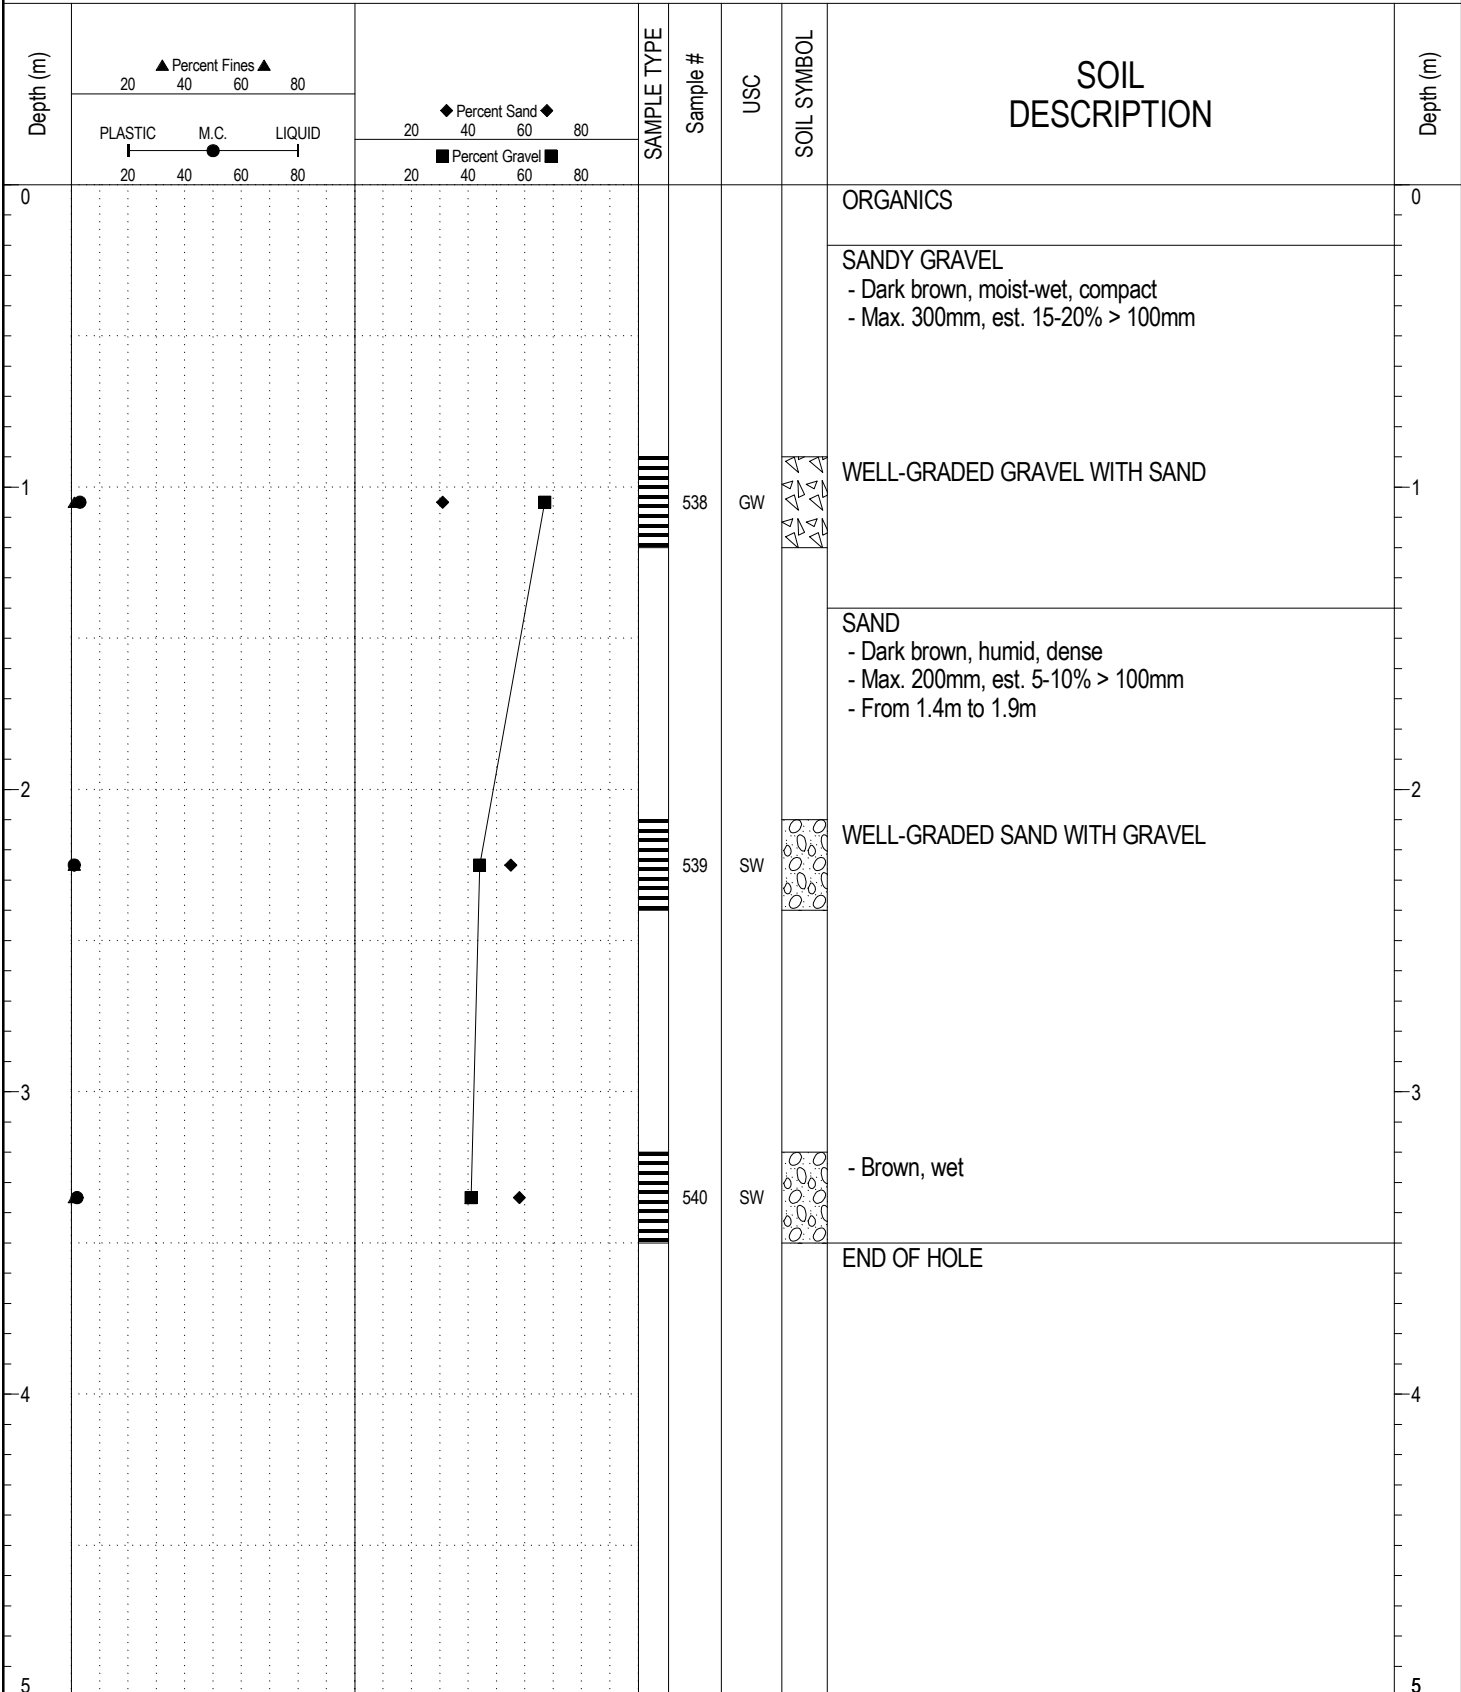 Depth (m)
▲ Percent Fines ▲
20 40 60 80
PLASTIC M.C. LIQUID
20 40 60 80
◆ Percent Sand ◆
20 40 60 80
■ Percent Gravel ■
20 40 60 80
SAMPLE TYPE
Sample #
USC
SOIL SYMBOL
SOIL
DESCRIPTION
Depth (m)
0 ORGANICS 0
SANDY GRAVEL
- Dark brown, moist-wet, compact
- Max. 300mm, est. 15-20% > 100mm
WELL-GRADED GRAVEL WITH SAND
1 1
538 GW
SAND
- Dark brown, humid, dense
- Max. 200mm, est. 5-10% > 100mm
- From 1.4m to 1.9m
2 2
WELL-GRADED SAND WITH GRAVEL
539 SW
3 3
- Brown, wet
540 SW
END OF HOLE
4 4
5 5